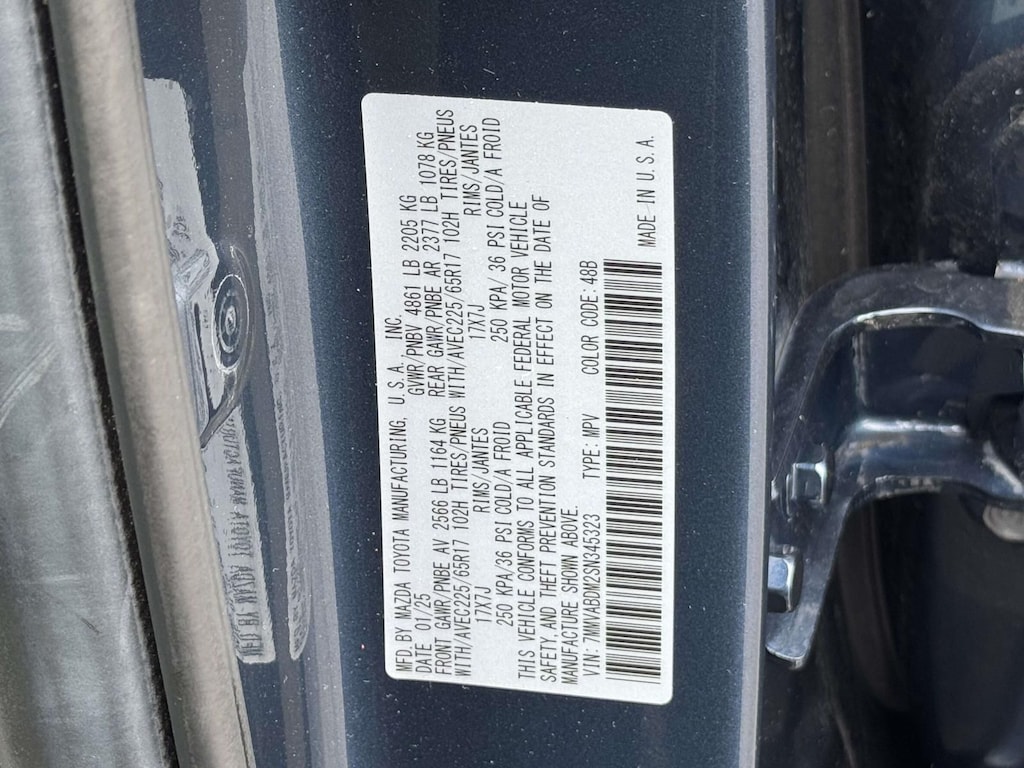 MFD.BY MAZDA TOYOTA MANUFACTURING, U.S.A., INC.
DATE 01/25 GVWR/PNBV 4861 LB 2205 KG
FRONT GAWR/PNBE AV 2566 LB 1164 KG REAR GAWR/PNBE AR 2377 LB 1078 KG
WITH/AVEC225/65R17 102H TIRES/PNEUS WITH/AVEC225/65R17 102H TIRES/PNEUS
17X7J RIMS/JANTES 17X7J RIMS/JANTES
250 KPA/36 PSI COLD/A FROID 250 KPA/36 PSI COLD/A FROID
THIS VEHICLE CONFORMS TO ALL APPLICABLE FEDERAL MOTOR VEHICLE
SAFETY, AND THEFT PREVENTION STANDARDS IN EFFECT ON THE DATE OF
MANUFACTURE SHOWN ABOVE.
VIN: 7MMVABDM2SN345323 TYPE: MPV COLOR CODE: 48B
MADE-IN U.S.A.